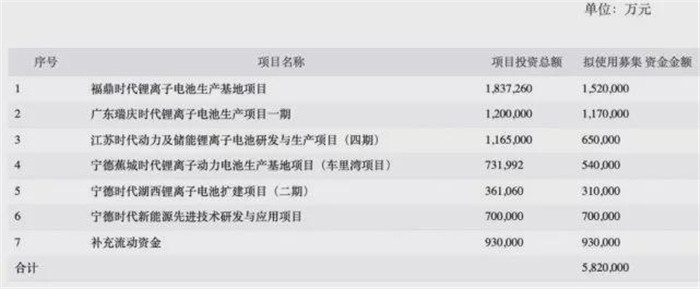 单位：万元
序号 项目名称 项目投资总额 拟使用募集 资金金额
1 福鼎时代锂离子电池生产基地项目 1,837,260 1,520,000
2 广东瑞庆时代锂离子电池生产项目一期 1,200,000 1,170,000
3 江苏时代动力及储能锂离子电池研发与生产项目（四期） 1,165,000 650,000
4 宁德蕉城时代锂离子动力电池生产基地项目（车里湾项目） 731,992 540,000
5 宁德时代湖西锂离子电池扩建项目（二期） 361,060 310,000
6 宁德时代新能源先进技术研发与应用项目 700,000 700,000
7 补充流动资金 930,000 930,000
合计 5,820,000